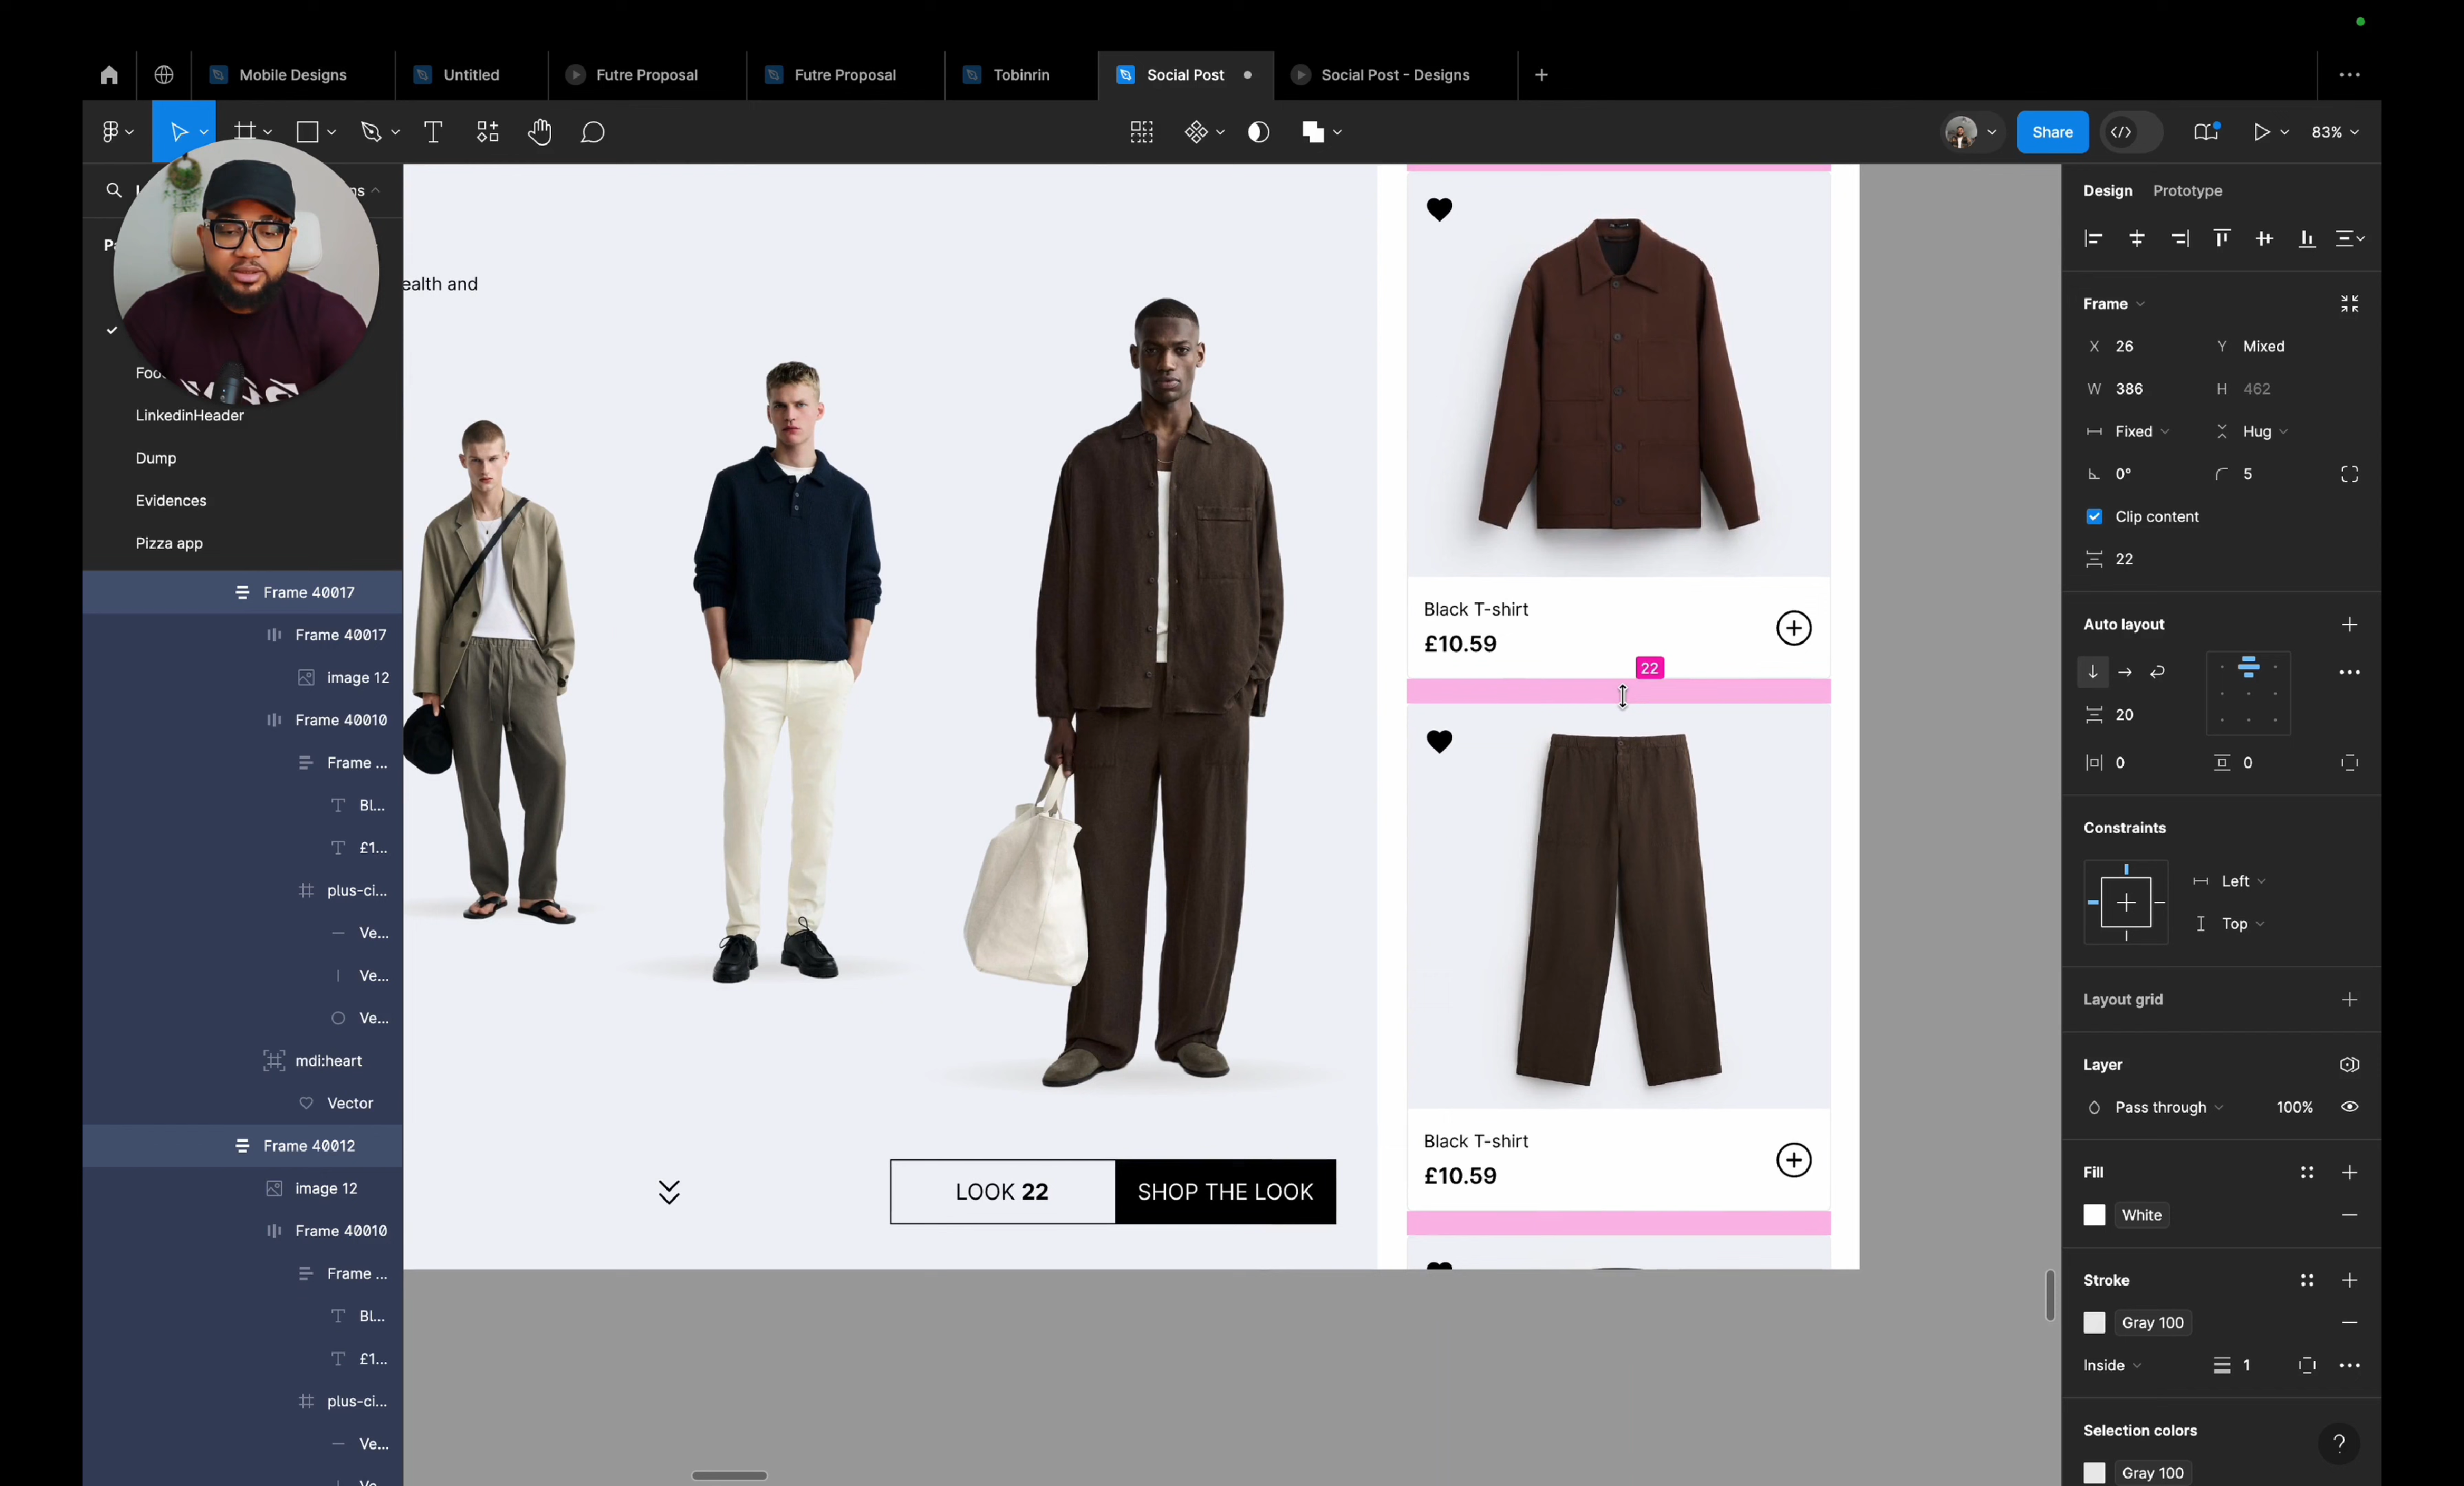 Mobile Designs
Untitled
Futre Proposal
Futre Proposal
Tobinrin
Social Post
Social Post - Designs
Share
83%
LinkedinHeader
Dump
Evidences
Pizza app
Frame 40017
Frame 40017
image 12
Frame 40010
Frame ...
Bl...
£1...
plus-ci...
Ve...
Ve...
Ve...
mdi:heart
Vector
Frame 40012
image 12
Frame 40010
Frame ...
Bl...
£1...
plus-ci...
Ve...
ealth and
LOOK 22
SHOP THE LOOK
Black T-shirt
£10.59
22
Black T-shirt
£10.59
Design Prototype
Frame
X 26 Y Mixed
W 386 H 462
Fixed Hug
0° 5
Clip content
22
Auto layout
20
0 0
Constraints
Left
Top
Layout grid
Layer
Pass through 100%
Fill
White
Stroke
Gray 100
Inside 1
Selection colors
Gray 100
?